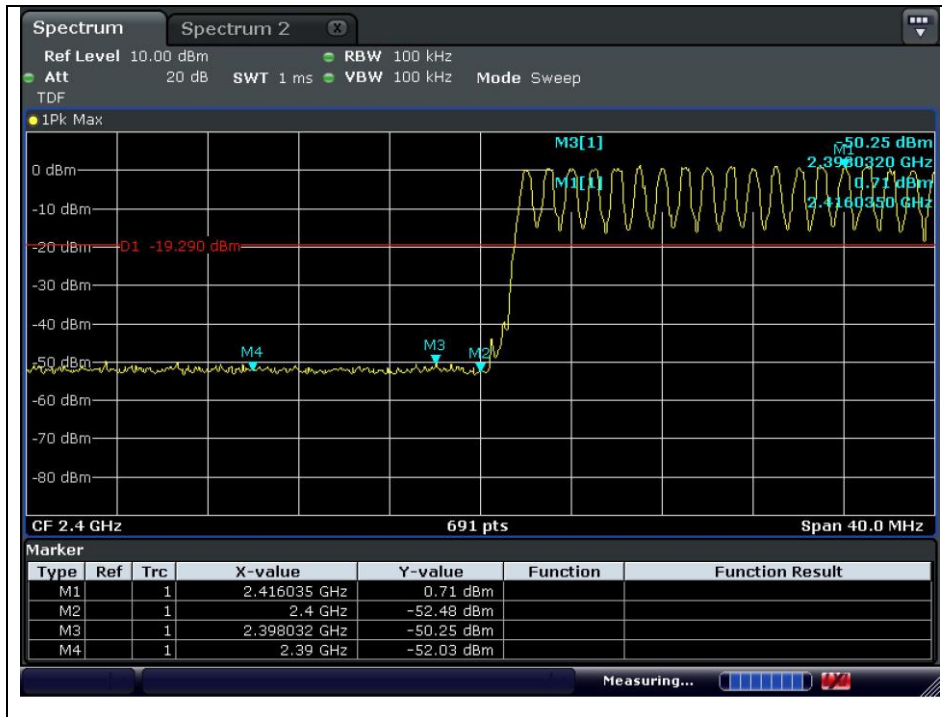 Spectrum Spectrum 2
Ref Level 10.00 dBm RBW 100 kHz
Att 20 dB SWT 1 ms VBW 100 kHz Mode Sweep
TDF
1Pk Max
M3[1] -50.25 dBm
M1
2.3980320 GHz
0 dBm
M1[1] 0.71 dBm
2.4160350 GHz
-10 dBm
-20 dBm D1 -19.290 dBm
-30 dBm
-40 dBm
M4 M3 M2
-50 dBm
-60 dBm
-70 dBm
-80 dBm
CF 2.4 GHz 691 pts Span 40.0 MHz
Marker
Type Ref Trc X-value Y-value Function Function Result
M1 1 2.416035 GHz 0.71 dBm
M2 1 2.4 GHz -52.48 dBm
M3 1 2.398032 GHz -50.25 dBm
M4 1 2.39 GHz -52.03 dBm
Measuring...